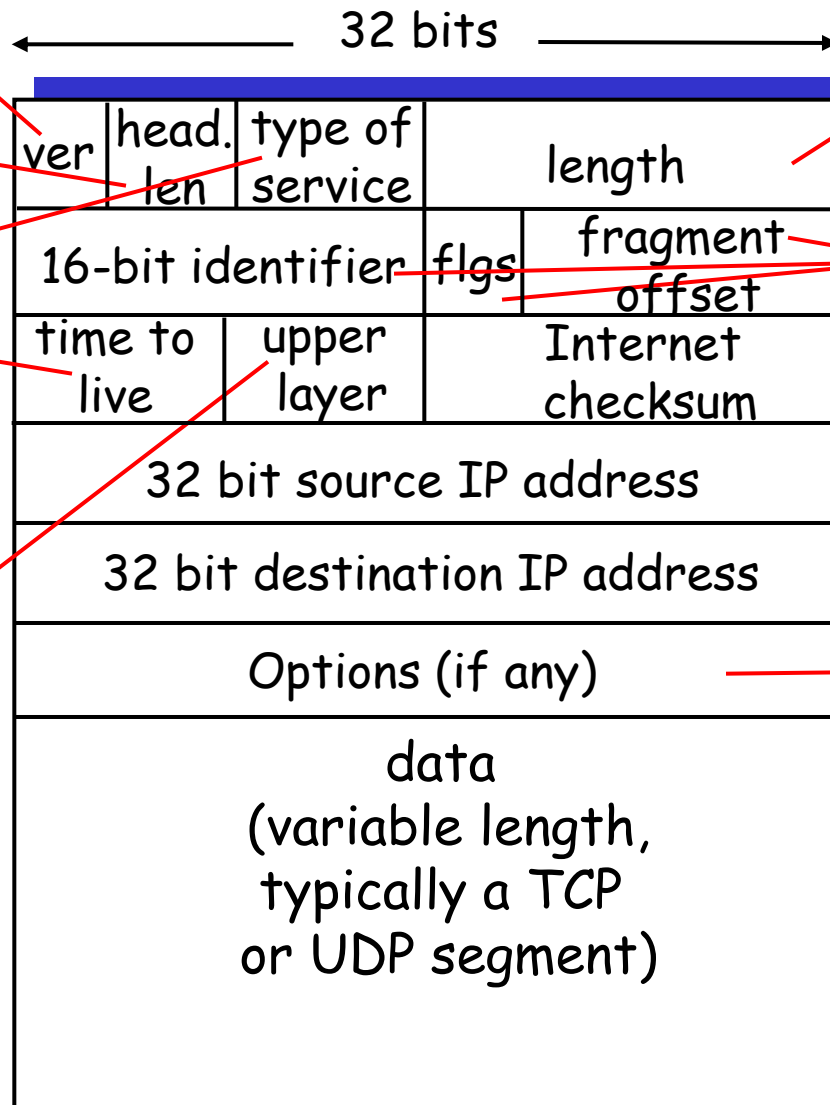 32 bits
ver
head.
len
type of
service
length
16-bit identifier
flgs
fragment
offset
time to
live
upper
layer
Internet
checksum
32 bit source IP address
32 bit destination IP address
Options (if any)
data
(variable length,
typically a TCP
or UDP segment)